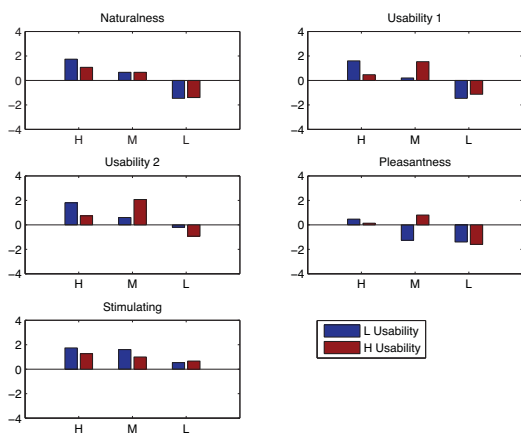 Naturalness
4
2
0
−2
−4
H M L
Usability 1
4
2
0
−2
−4
H M L
Usability 2
4
2
0
−2
−4
H M L
Pleasantness
4
2
0
−2
−4
H M L
Stimulating
4
2
0
−2
−4
H M L
L Usability
H Usability